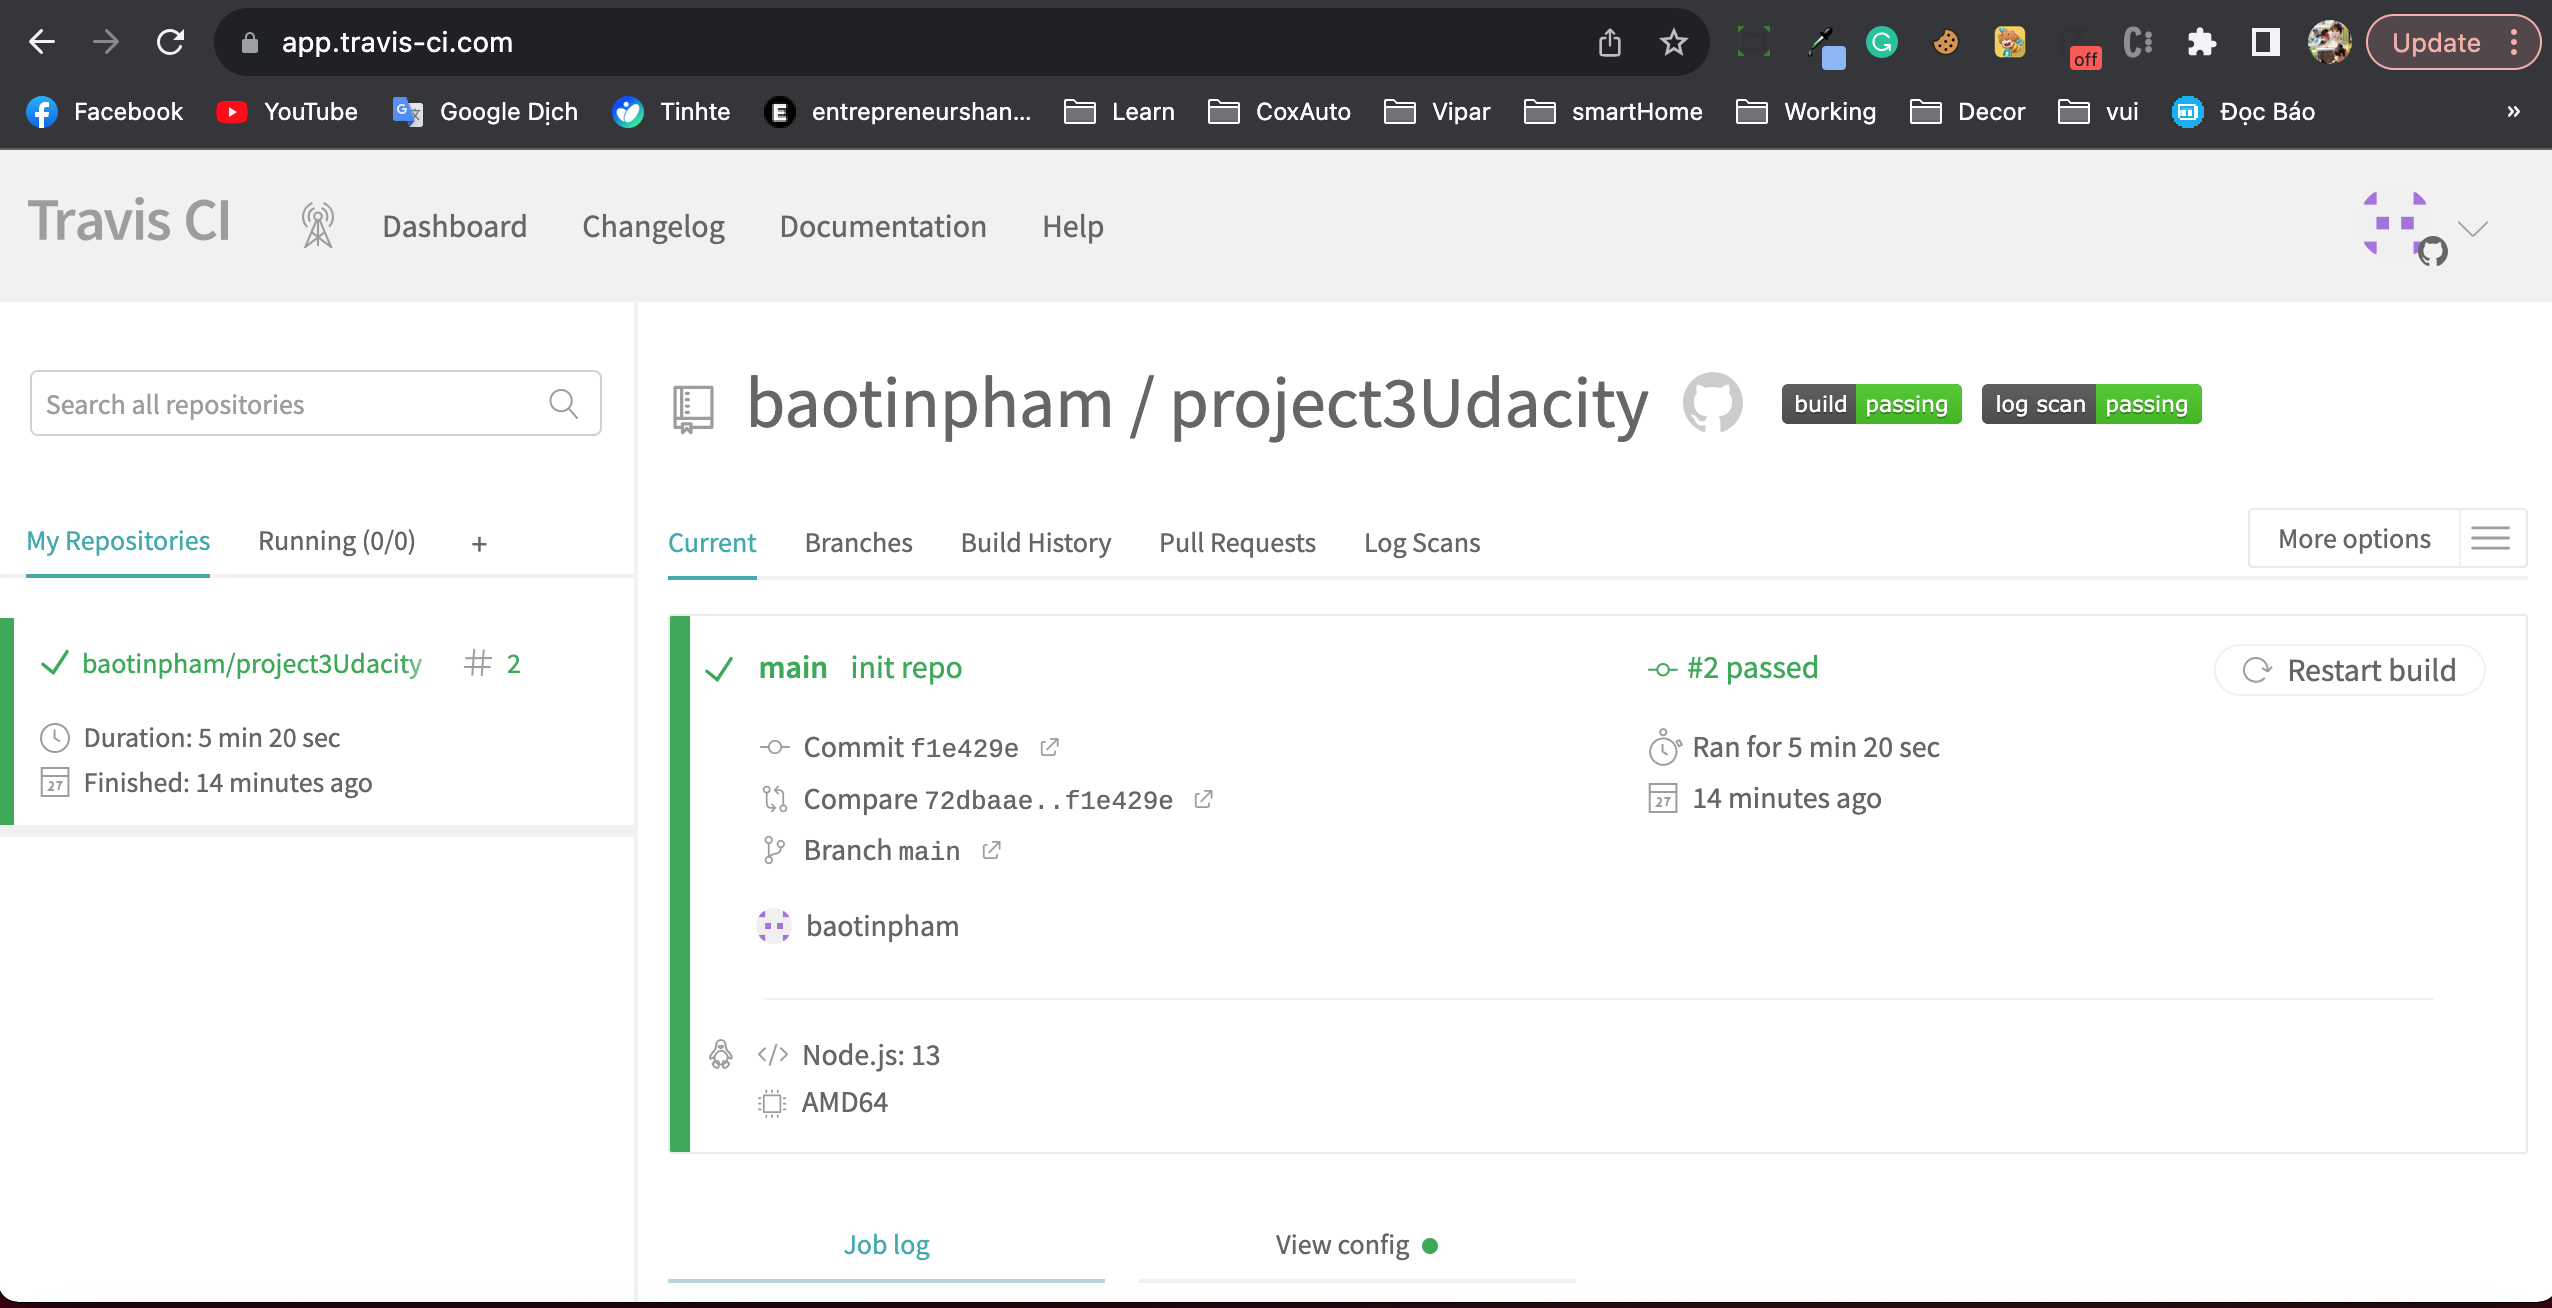 app.travis-ci.com
off
Update
Facebook
YouTube
Google Dịch
Tinhte
entrepreneurshan...
Learn
CoxAuto
Vipar
smartHome
Working
Decor
vui
Đọc Báo
»
Travis CI
Dashboard
Changelog
Documentation
Help
Search all repositories
My Repositories
Running (0/0)
+
baotinpham/project3Udacity
# 2
Duration: 5 min 20 sec
27 Finished: 14 minutes ago
baotinpham / project3Udacity
build passing
log scan passing
Current
Branches
Build History
Pull Requests
Log Scans
More options
main init repo
#2 passed
Restart build
Commit f1e429e
Ran for 5 min 20 sec
Compare 72dbaae..f1e429e
27 14 minutes ago
Branch main
baotinpham
</> Node.js: 13
AMD64
Job log
View config